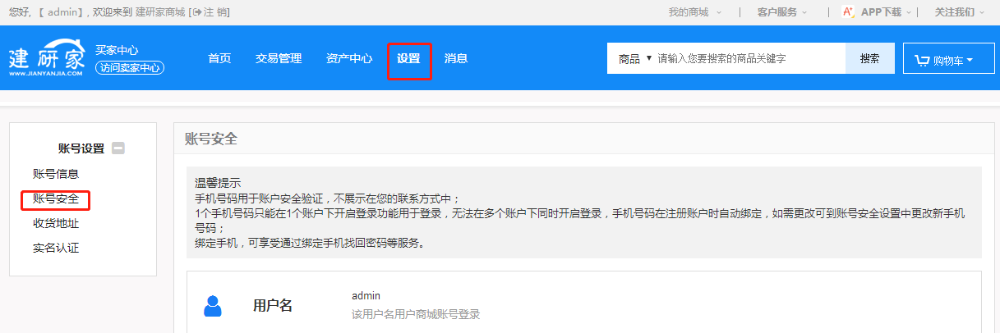 您好, 【 admin】, 欢迎来到 建研家商城 [注 销]
我的商城 | 客户服务 | APP下载 | 关注我们
建研家
WWW.JIANYANJIA.COM
买家中心
访问卖家中心
首页 交易管理 资产中心 设置 消息
商品 ▼ 请输入您要搜索的商品关键字 搜索
购物车
账号设置
账号信息
账号安全
收货地址
实名认证
账号安全
温馨提示
手机号码用于账户安全验证，不展示在您的联系方式中；
1个手机号码只能在1个账户下开启登录功能用于登录，无法在多个账户下同时开启登录，手机号码在注册账户时自动绑定，如需更改可到账号安全设置中更改新手机
号码；
绑定手机，可享受通过绑定手机找回密码等服务。
用户名
admin
该用户名用户商城账号登录